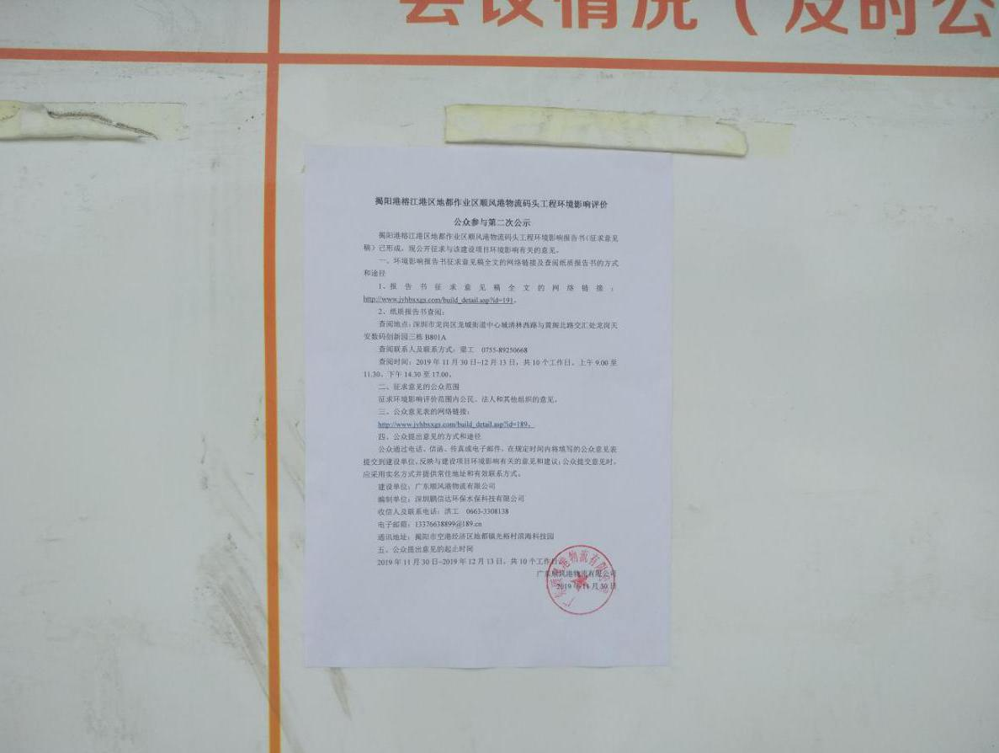 会议情况（及时公
揭阳港榕江港区地都作业区顺风港物流码头工程环境影响评价
公众参与第二次公示
揭阳港榕江港区地都作业区顺风港物流码头工程环境影响报告书（征求意见
稿）已形成，现公开征求与该建设项目环境影响有关的意见。
一、环境影响报告书征求意见稿全文的网络链接及查阅纸质报告书的方式
和途径
1、报告书征求意见稿全文的网络链接：
http://www.jyhbxxgs.com/build_detail.asp?id=191。
2、纸质报告书查阅：
查阅地点：深圳市龙岗区龙城街道中心城清林西路与黄阁北路交汇处龙岗天
安数码创新园三栋 B801A
查阅联系人及联系方式：梁工 0755-89250668
查阅时间：2019 年 11 月 30 日~12 月 13 日，共 10 个工作日。上午 9.00 至
11.30。下午 14.30 至 17.00。
二、征求意见的公众范围
征求环境影响评价范围内公民、法人和其他组织的意见。
三、公众意见表的网络链接：
http://www.jyhbxxgs.com/build_detail.asp?id=189。
四、公众提出意见的方式和途径
公众通过电话、信函、传真或电子邮件，在规定时间内将填写的公众意见表
提交到建设单位，反映与建设项目环境影响有关的意见和建议；公众提交意见时，
应采用实名方式并提供常住地址和有效联系方式。
建设单位：广东顺风港物流有限公司
编制单位：深圳鹏信达环保水保科技有限公司
收信人及联系电话：洪工 0663-3308138
电子邮箱：13376638899@189.cn
通讯地址：揭阳市空港经济区地都镇光裕村滨海科技园
五、公众提出意见的起止时间
2019 年 11 月 30 日~2019 年 12 月 13 日，共 10 个工作日。
广东顺风港物流有限公司
2019 年 11 月 30 日
广东顺风港物流有限公司